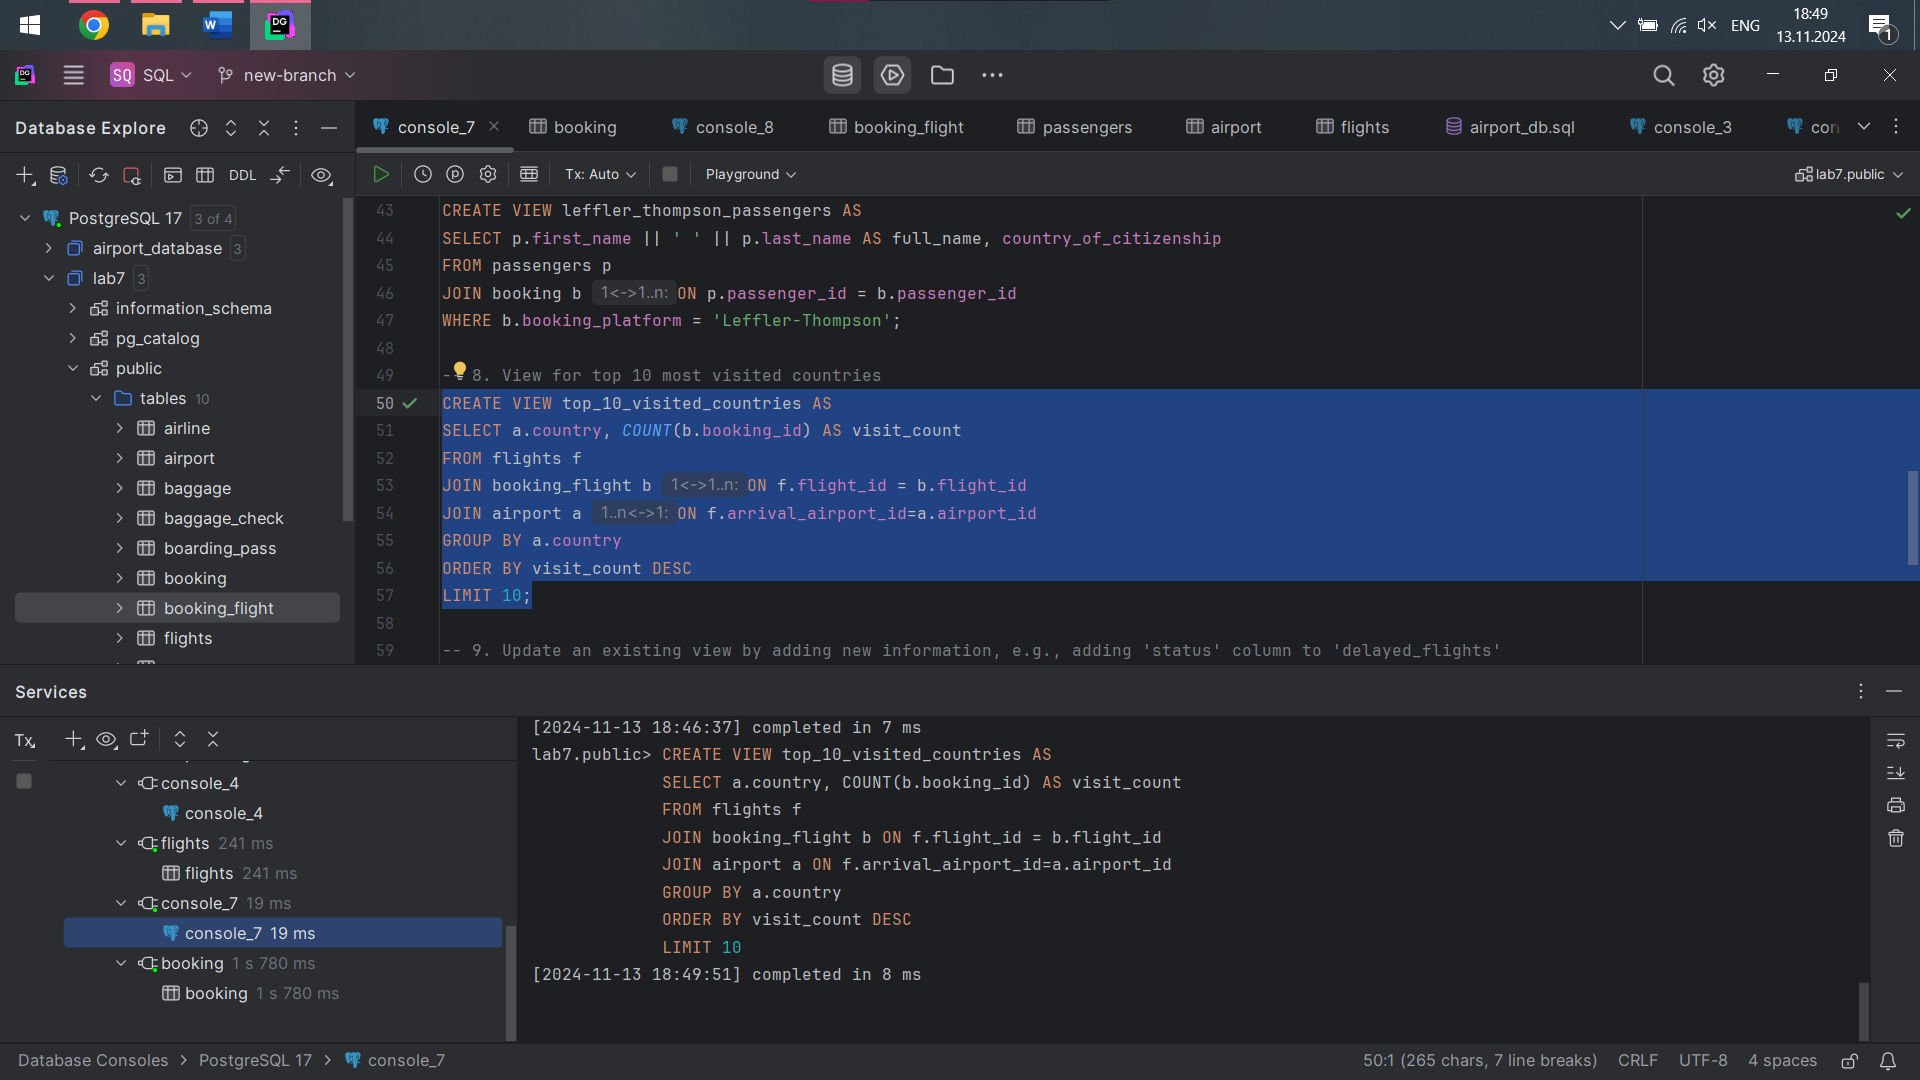 W
DG
ENG
18:49
13.11.2024
1
DG
SQ SQL
new-branch
Database Explore
console_7
booking
console_8
booking_flight
passengers
airport
flights
airport_db.sql
console_3
con
DDL
Tx: Auto
Playground
lab7.public
PostgreSQL 17 3 of 4
airport_database 3
lab7 3
information_schema
pg_catalog
public
tables 10
airline
airport
baggage
baggage_check
boarding_pass
booking
booking_flight
flights
43 CREATE VIEW leffler_thompson_passengers AS
44 SELECT p.first_name || ' ' || p.last_name AS full_name, country_of_citizenship
45 FROM passengers p
46 JOIN booking b 1<->1..n: ON p.passenger_id = b.passenger_id
47 WHERE b.booking_platform = 'Leffler-Thompson';
48
49 -- 8. View for top 10 most visited countries
50 CREATE VIEW top_10_visited_countries AS
51 SELECT a.country, COUNT(b.booking_id) AS visit_count
52 FROM flights f
53 JOIN booking_flight b 1<->1..n: ON f.flight_id = b.flight_id
54 JOIN airport a 1..n<->1: ON f.arrival_airport_id=a.airport_id
55 GROUP BY a.country
56 ORDER BY visit_count DESC
57 LIMIT 10;
58
59 -- 9. Update an existing view by adding new information, e.g., adding 'status' column to 'delayed_flights'
Services
Tx
console_4
console_4
flights 241 ms
flights 241 ms
console_7 19 ms
console_7 19 ms
booking 1 s 780 ms
booking 1 s 780 ms
[2024-11-13 18:46:37] completed in 7 ms
lab7.public> CREATE VIEW top_10_visited_countries AS
SELECT a.country, COUNT(b.booking_id) AS visit_count
FROM flights f
JOIN booking_flight b ON f.flight_id = b.flight_id
JOIN airport a ON f.arrival_airport_id=a.airport_id
GROUP BY a.country
ORDER BY visit_count DESC
LIMIT 10
[2024-11-13 18:49:51] completed in 8 ms
Database Consoles > PostgreSQL 17 > console_7
50:1 (265 chars, 7 line breaks)
CRLF
UTF-8
4 spaces